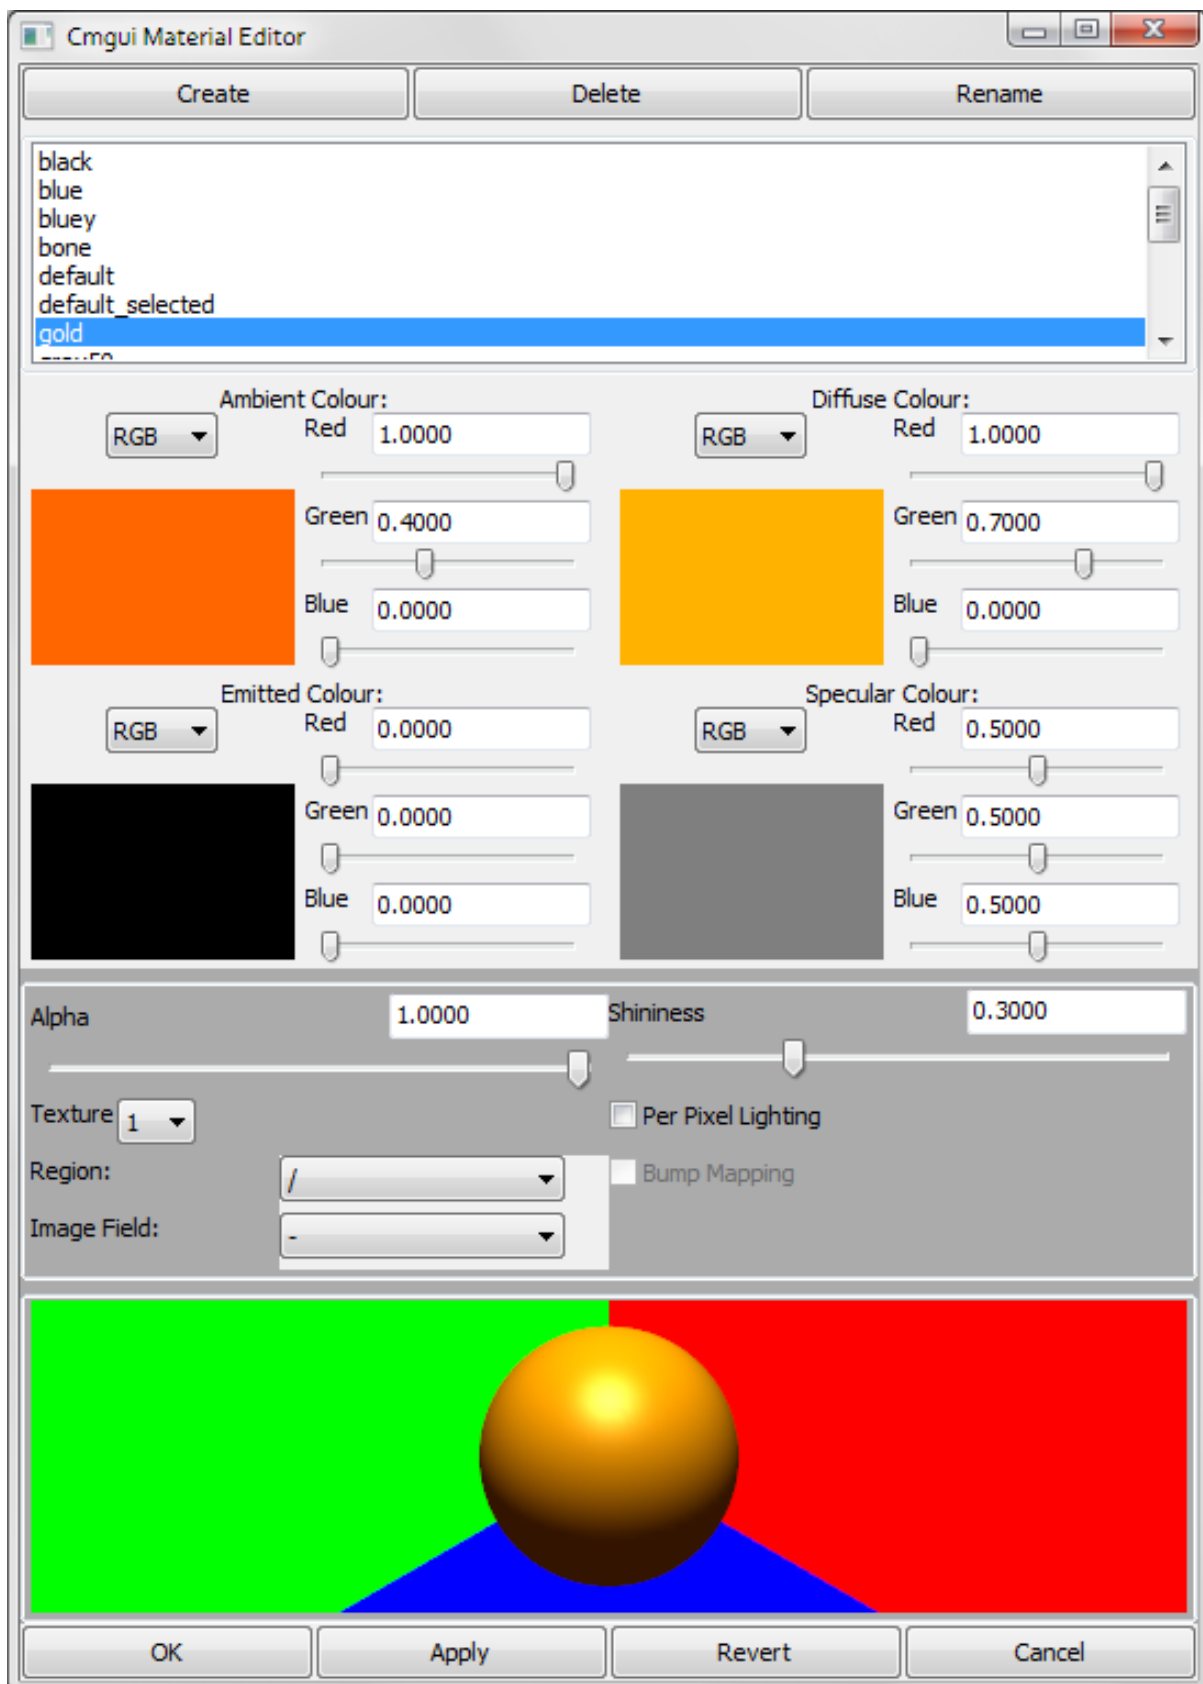 Cmgui Material Editor
Create Delete Rename
black
blue
bluey
bone
default
default_selected
gold
Ambient Colour:
RGB
Red 1.0000
Green 0.4000
Blue 0.0000
Diffuse Colour:
RGB
Red 1.0000
Green 0.7000
Blue 0.0000
Emitted Colour:
RGB
Red 0.0000
Green 0.0000
Blue 0.0000
Specular Colour:
RGB
Red 0.5000
Green 0.5000
Blue 0.5000
Alpha 1.0000
Shininess 0.3000
Texture 1
Per Pixel Lighting
Region: /
Bump Mapping
Image Field: -
OK Apply Revert Cancel